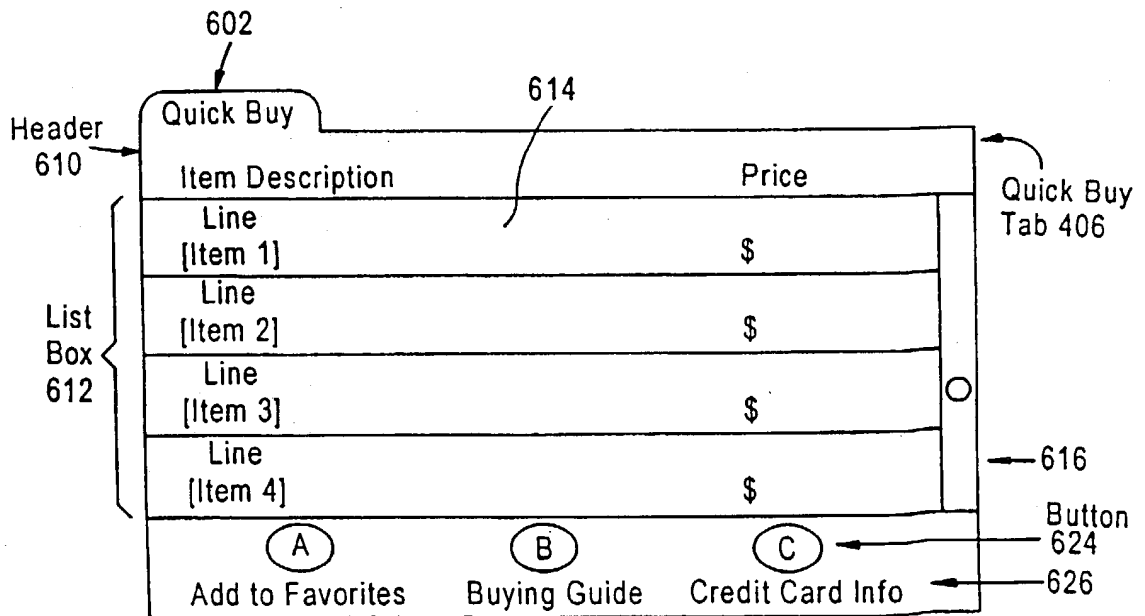 602
Quick Buy
614
Header
610
Item Description Price
Quick Buy
Tab 406
Line
[Item 1] $
Line
[Item 2] $
List
Box
612
Line
[Item 3] $
Line
[Item 4] $
616
A B C
Button
624
Add to Favorites Buying Guide Credit Card Info
626